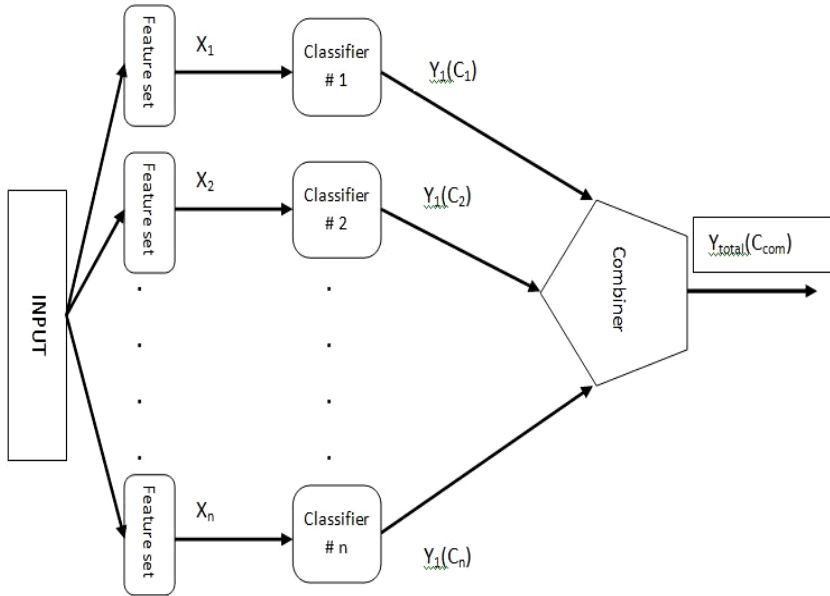 Feature set
X₁
Classifier
# 1
Y₁(C₁)
Feature set
X₂
Classifier
# 2
Y₁(C₂)
INPUT
.
.
.
.
.
.
.
.
Combiner
Yₜₒₜₐₗ(C_com)
Feature set
Xₙ
Classifier
# n
Y₁(Cₙ)